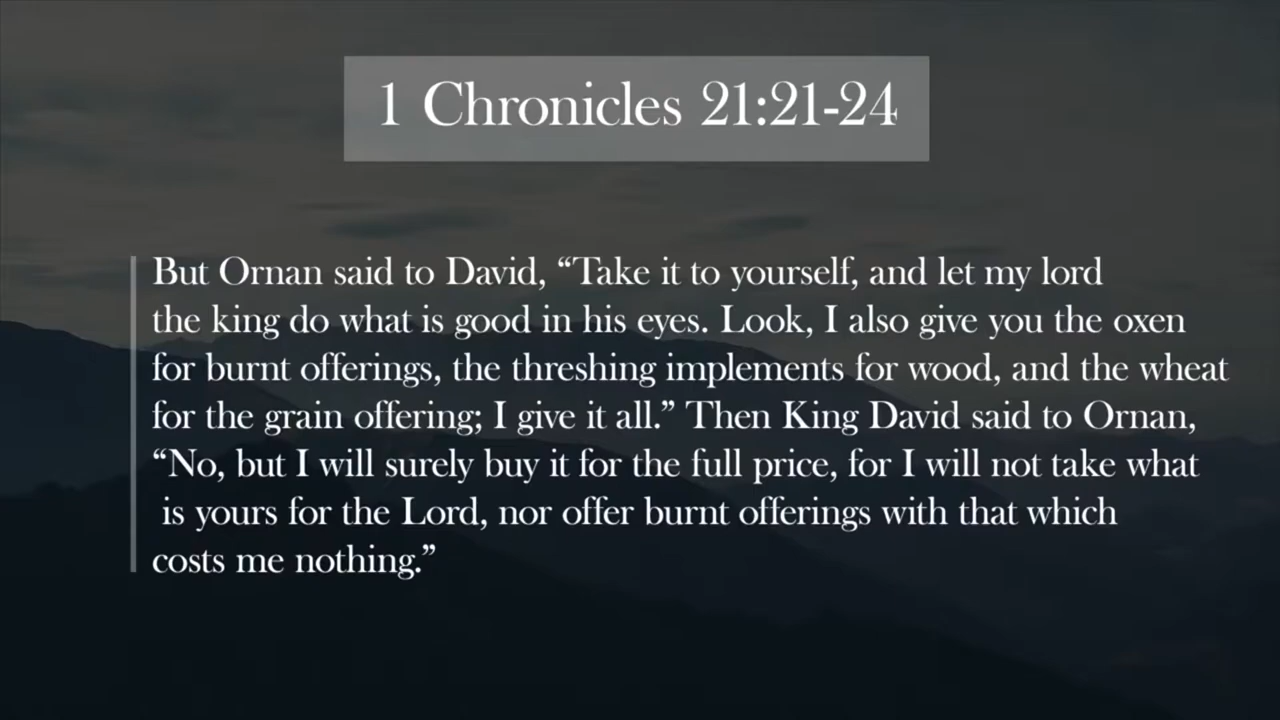 1 Chronicles 21:21-24
But Ornan said to David, “Take it to yourself, and let my lord
the king do what is good in his eyes. Look, I also give you the oxen
for burnt offerings, the threshing implements for wood, and the wheat
for the grain offering; I give it all.” Then King David said to Ornan,
“No, but I will surely buy it for the full price, for I will not take what
is yours for the Lord, nor offer burnt offerings with that which
costs me nothing.”